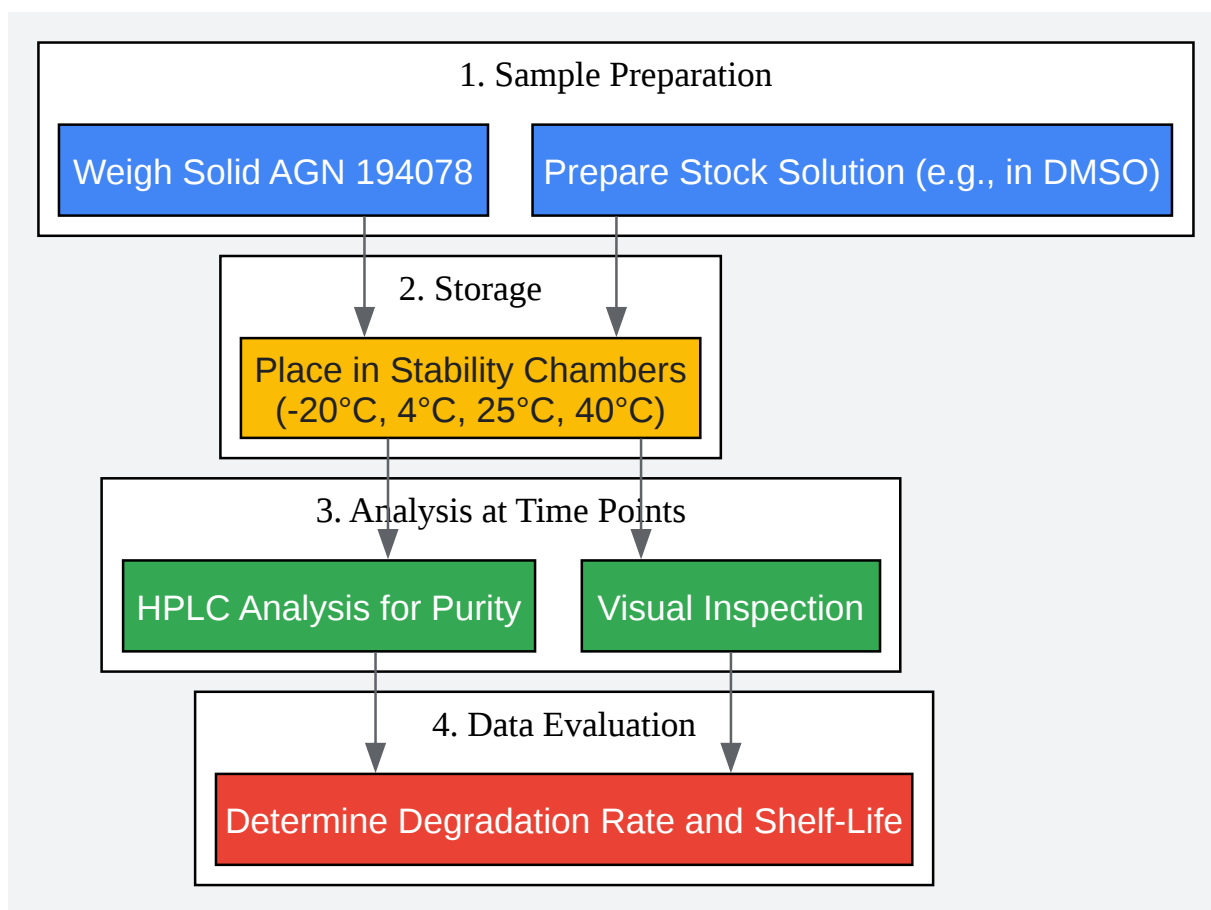 1. Sample Preparation
Weigh Solid AGN 194078
Prepare Stock Solution (e.g., in DMSO)
2. Storage
Place in Stability Chambers
(-20°C, 4°C, 25°C, 40°C)
3. Analysis at Time Points
HPLC Analysis for Purity
Visual Inspection
4. Data Evaluation
Determine Degradation Rate and Shelf-Life